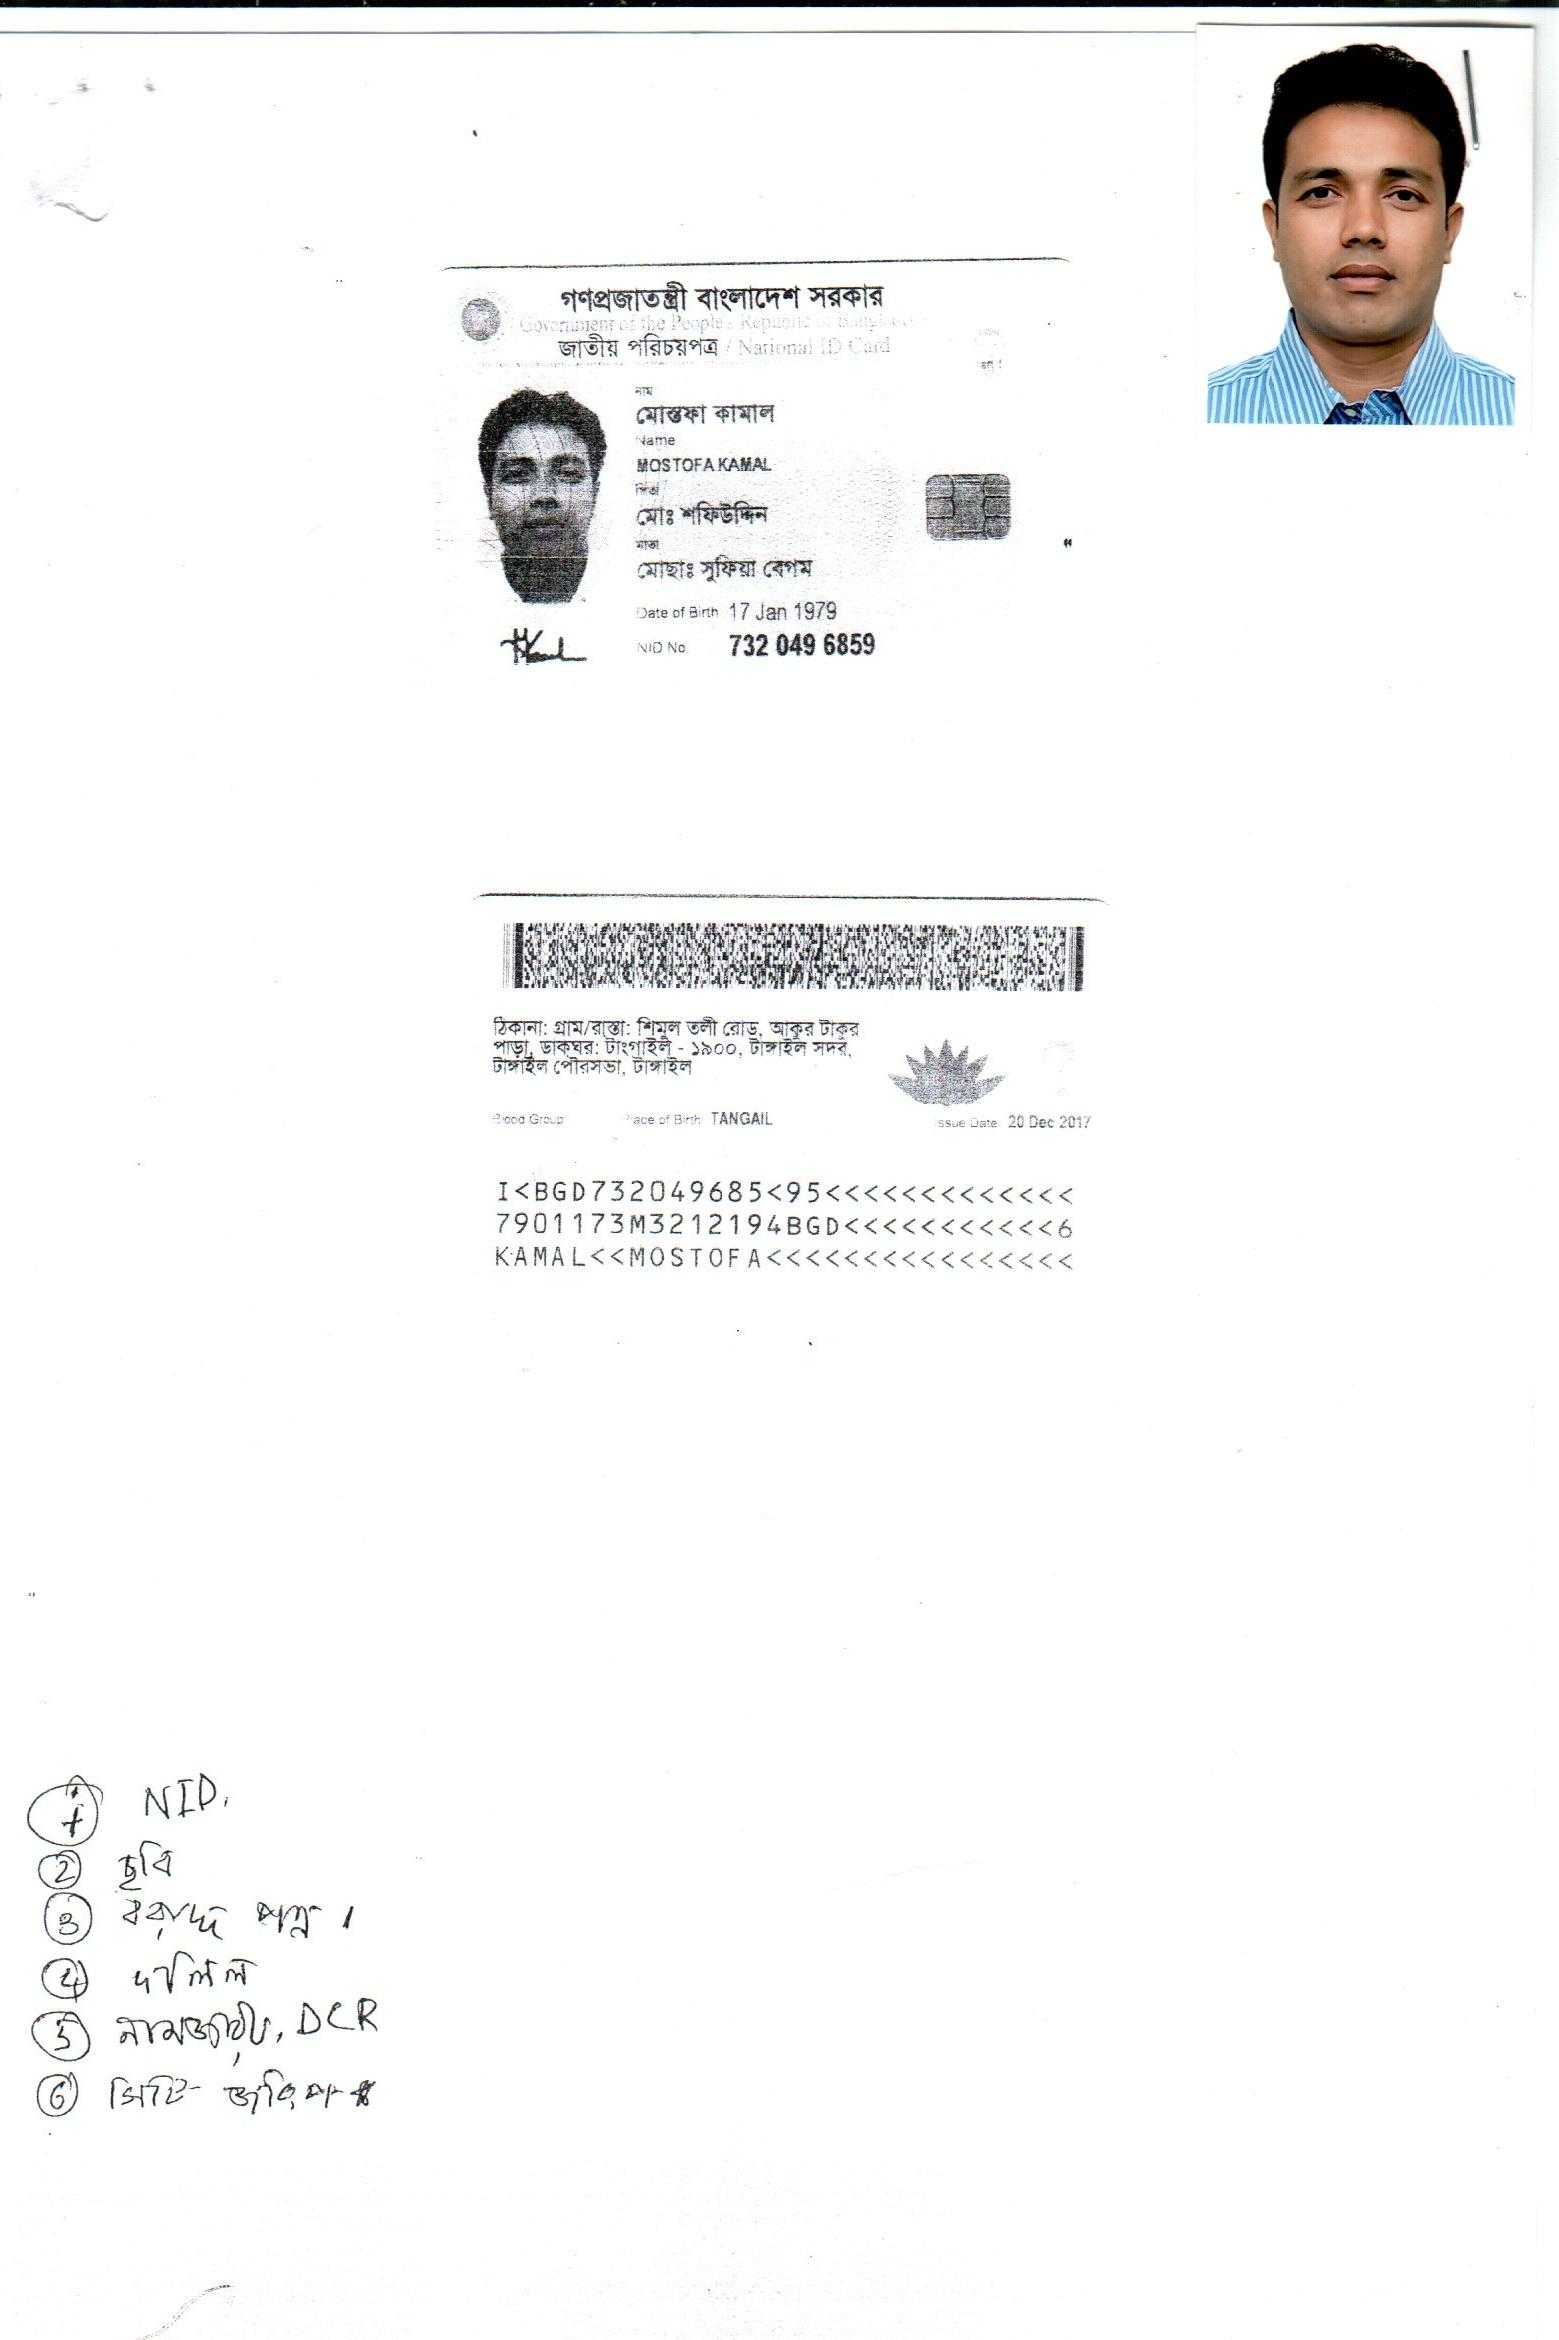 গণপ্রজাতন্ত্রী বাংলাদেশ সরকার
Government of the People's Republic of Bangladesh
জাতীয় পরিচয়পত্র / National ID Card
নাম
মোস্তফা কামাল
Name
MOSTOFA KAMAL
পিতা
মোঃ শফিউদ্দিন
মাতা
মোছাঃ সুফিয়া বেগম
Date of Birth 17 Jan 1979
NID No. 732 049 6859
ঠিকানা: গ্রাম/রাস্তা: শিমুল তলী রোড, আকুর টাকুর
পাড়া, ডাকঘর: টাংগাইল - ১৯০০, টাঙ্গাইল সদর,
টাঙ্গাইল পৌরসভা, টাঙ্গাইল
Blood Group Place of Birth TANGAIL Issue Date 20 Dec 2017
I<BGD732049685<95<<<<<<<<<<<<<
7901173M3212194BGD<<<<<<<<<<<6
KAMAL<<MOSTOFA<<<<<<<<<<<<<<<<
1 NID.
2 ছবি
3 বরাদ্দ পত্র।
4 দলিল
5 নামজারী, DCR
6 সিটি জরিপ